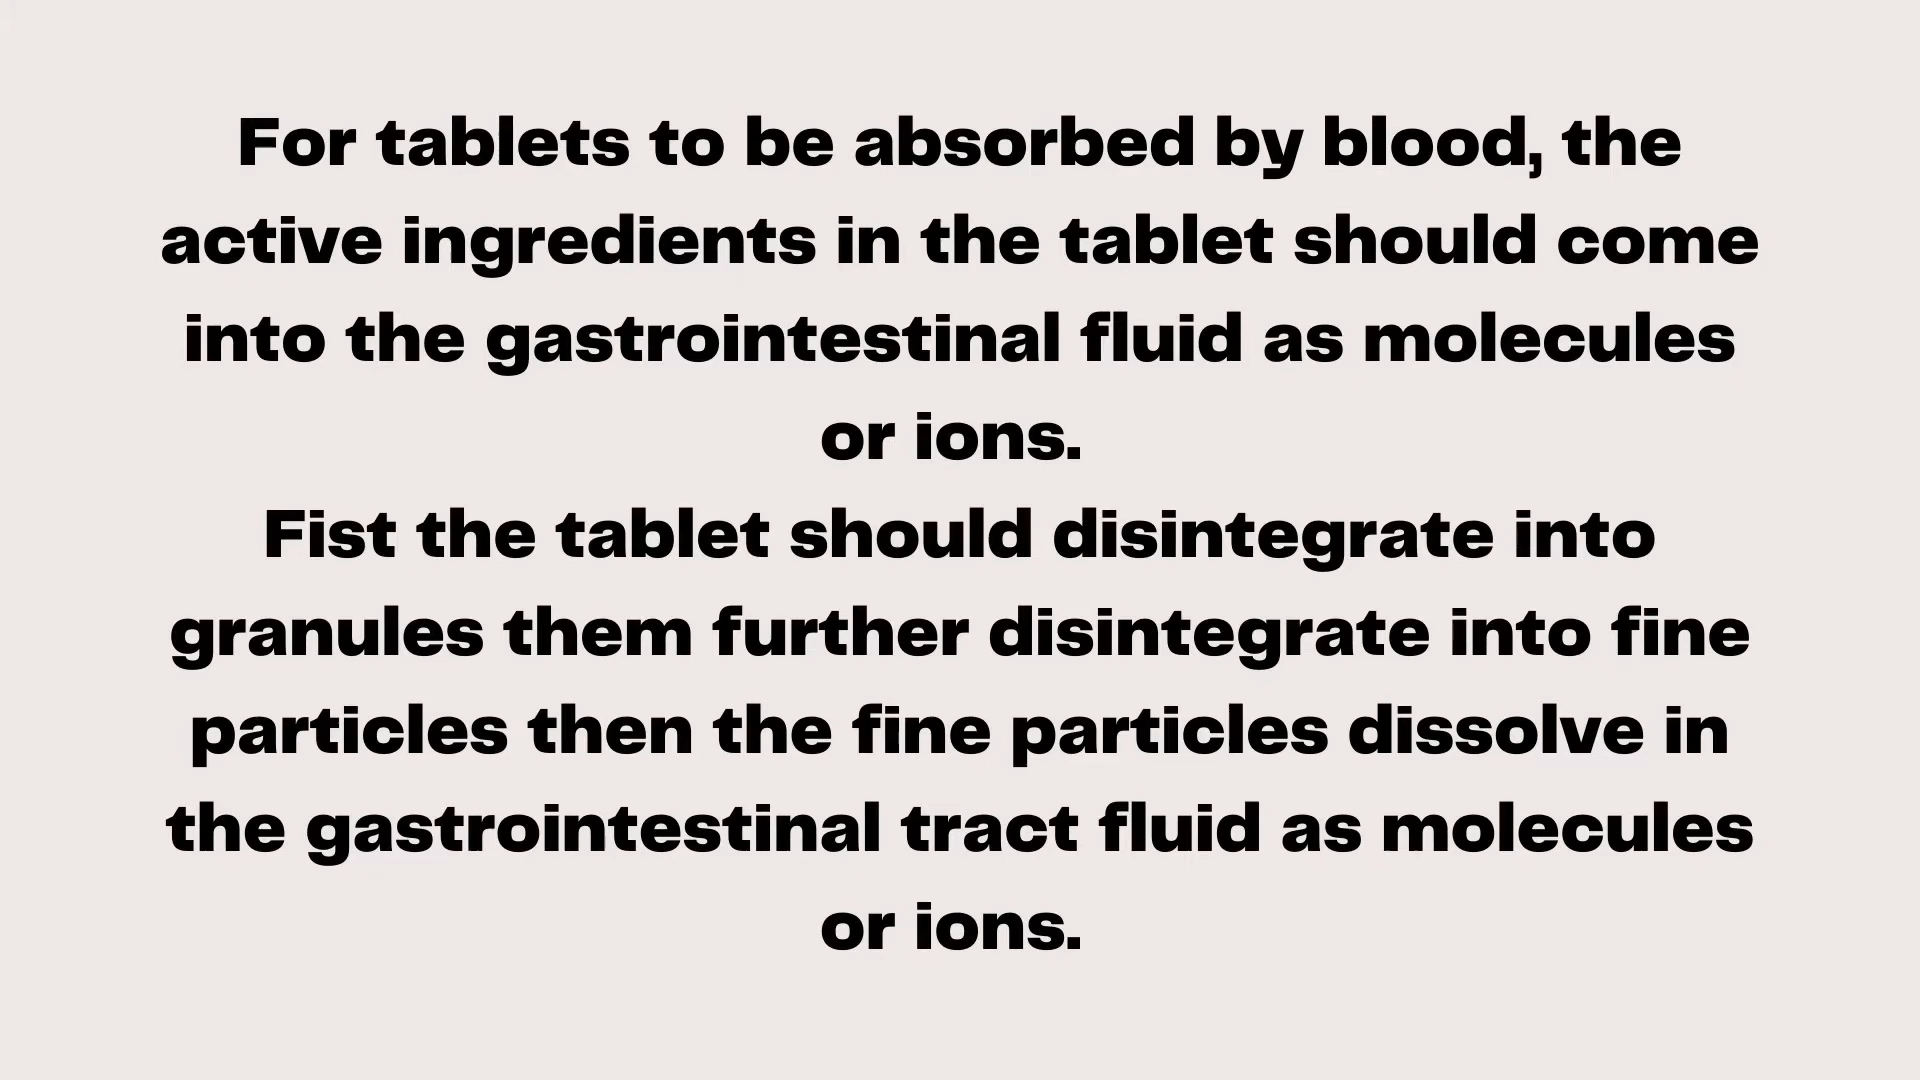 For tablets to be absorbed by blood, the
active ingredients in the tablet should come
into the gastrointestinal fluid as molecules
or ions.
Fist the tablet should disintegrate into
granules them further disintegrate into fine
particles then the fine particles dissolve in
the gastrointestinal tract fluid as molecules
or ions.